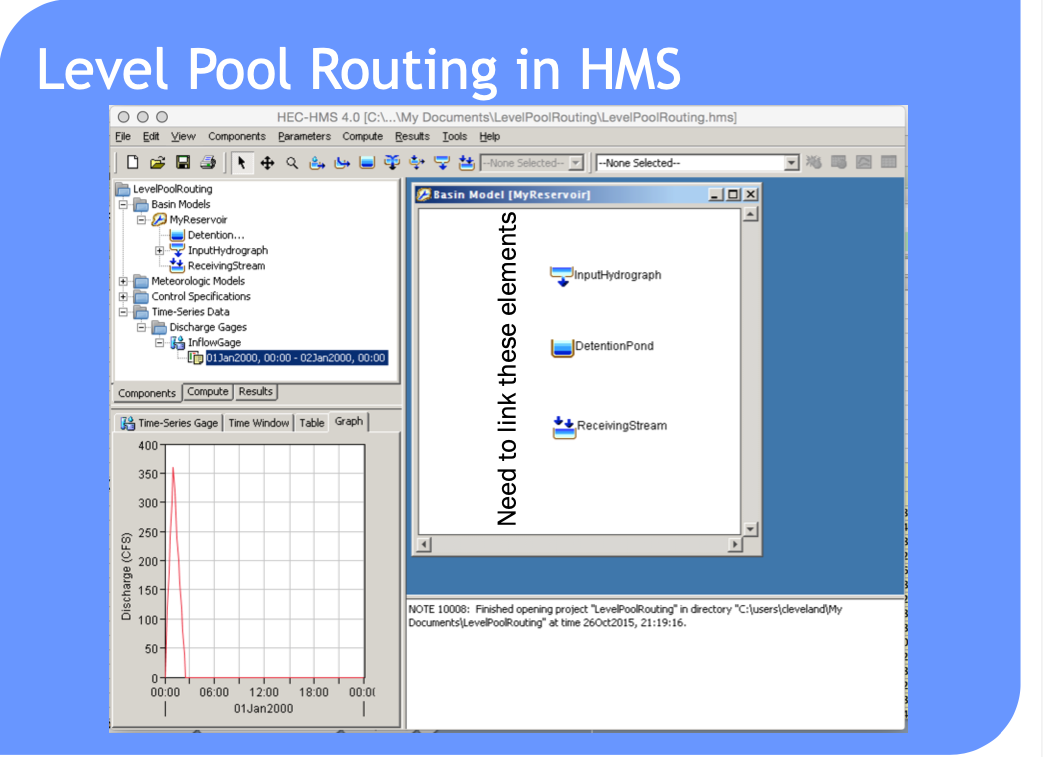 Level Pool Routing in HMS
HEC-HMS 4.0 [C:\...\My Documents\LevelPoolRouting\LevelPoolRouting.hms]
File Edit View Components Parameters Compute Results Tools Help
--None Selected-- --None Selected--
LevelPoolRouting
Basin Models
MyReservoir
Detention...
InputHydrograph
ReceivingStream
Meteorologic Models
Control Specifications
Time-Series Data
Discharge Gages
InflowGage
01Jan2000, 00:00 - 02Jan2000, 00:00
Components Compute Results
Time-Series Gage Time Window Table Graph
400
350
300
250
200
150
100
50
0
Discharge (CFS)
00:00 06:00 12:00 18:00 00:0(
01Jan2000
Basin Model [MyReservoir]
Need to link these elements
InputHydrograph
DetentionPond
ReceivingStream
NOTE 10008: Finished opening project "LevelPoolRouting" in directory "C:\users\cleveland\My
Documents\LevelPoolRouting" at time 26Oct2015, 21:19:16.